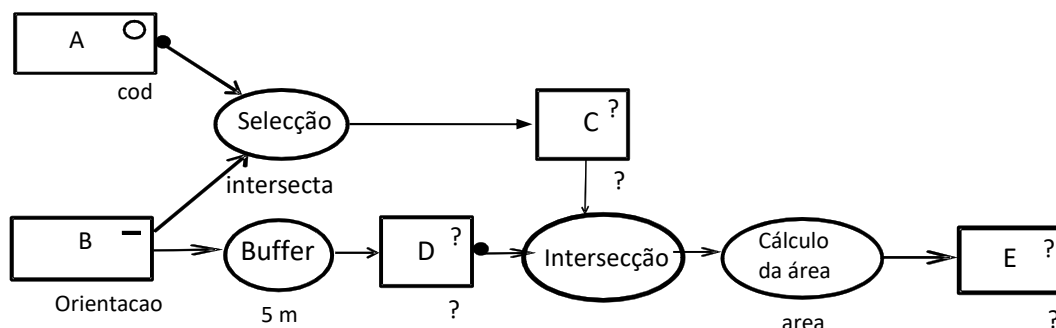 A
cod
Selecção
intersecta
C ?
?
B
Orientacao
Buffer
5 m
D ?
?
Intersecção
Cálculo
da área
area
E ?
?